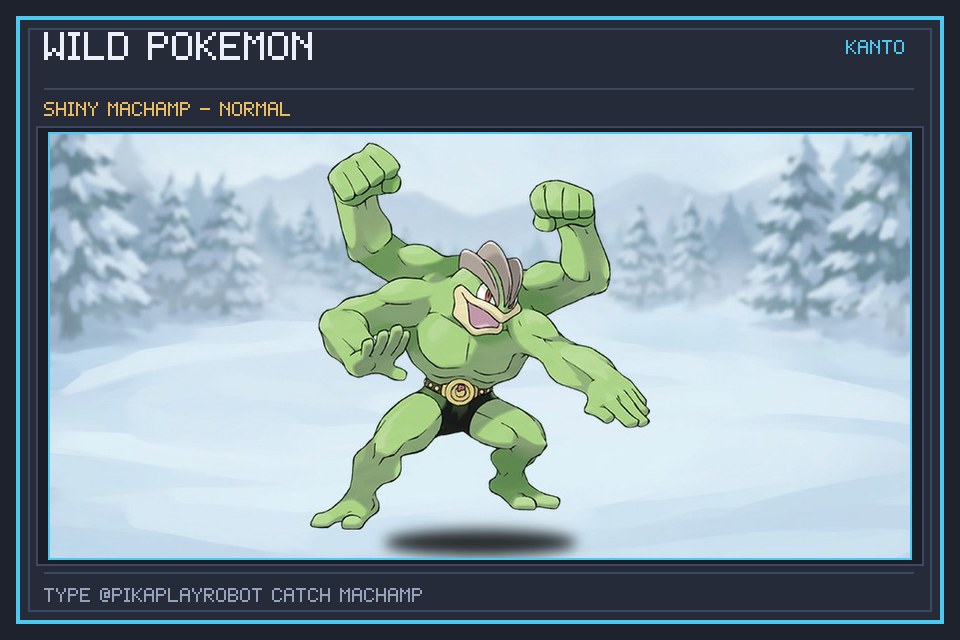 WILD POKEMON
KANTO
SHINY MACHAMP - NORMAL
TYPE @PIKAPLAYROBOT CATCH MACHAMP